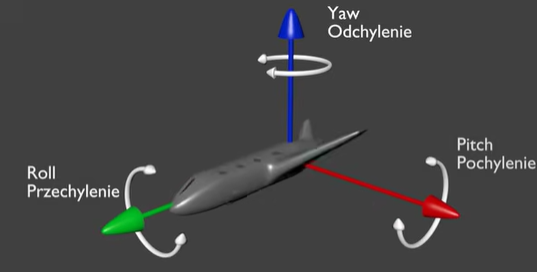 Yaw
Odchylenie
Pitch
Pochylenie
Roll
Przechylenie